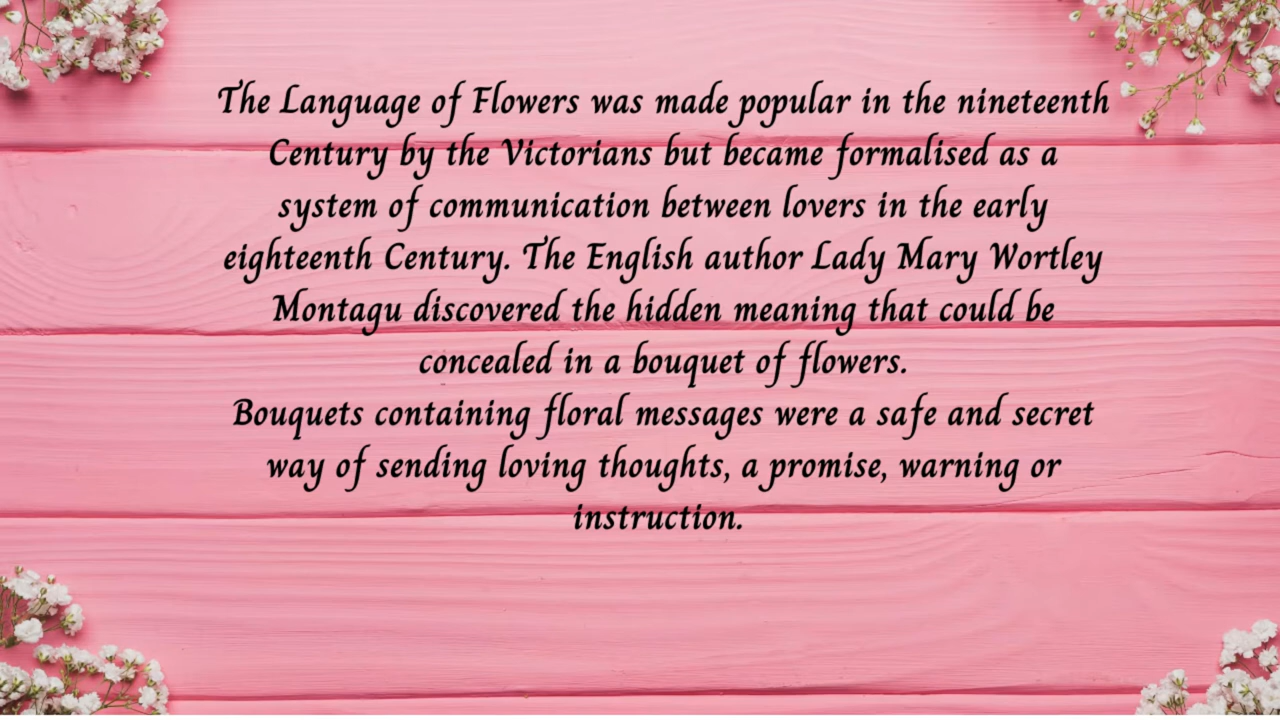 The Language of Flowers was made popular in the nineteenth
Century by the Victorians but became formalised as a
system of communication between lovers in the early
eighteenth Century. The English author Lady Mary Wortley
Montagu discovered the hidden meaning that could be
concealed in a bouquet of flowers.
Bouquets containing floral messages were a safe and secret
way of sending loving thoughts, a promise, warning or
instruction.